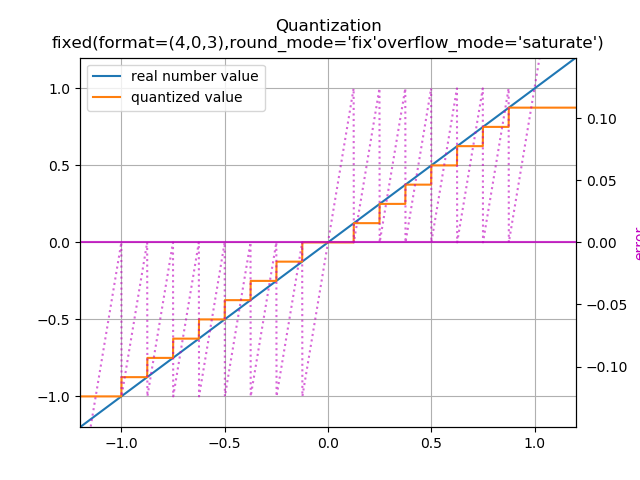 Quantization
fixed(format=(4,0,3),round_mode='fix'overflow_mode='saturate')
real number value
quantized value
1.0
0.5
0.0
−0.5
−1.0
0.10
0.05
0.00
−0.05
−0.10
error
−1.0 −0.5 0.0 0.5 1.0